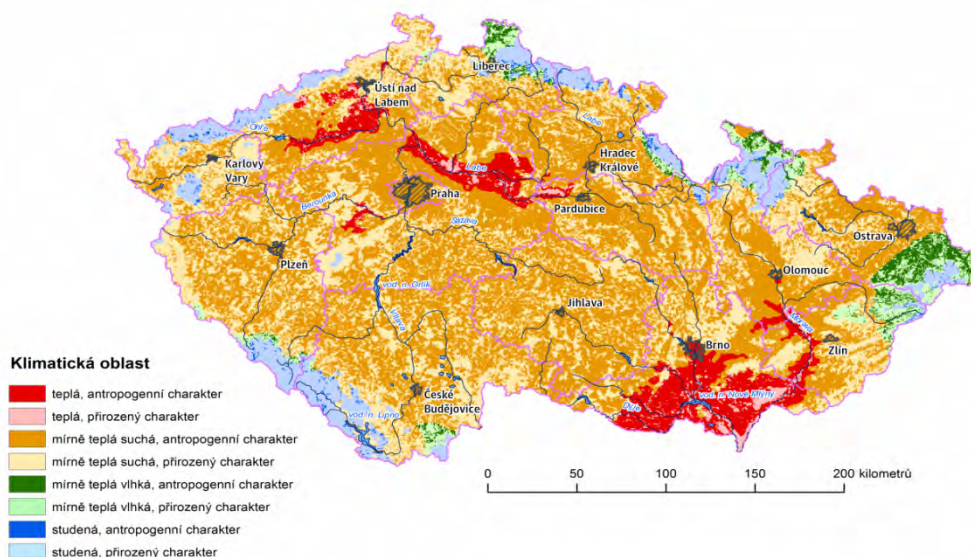 Liberec
Ústí nad
Labem
Ohře
Labe
Karlovy
Vary
Hradec
Králové
Labe
Praha
Berounka
Pardubice
Sázava
Ostrava
Plzeň
Olomouc
vod. n. Orlík
Jihlava
Vltava
Morava
Brno
Zlín
České
Budějovice
vod. n. Lipno
Dyje
vod. n. Nové Mlýny
Klimatická oblast
teplá, antropogenní charakter
teplá, přirozený charakter
mírně teplá suchá, antropogenní charakter
mírně teplá suchá, přirozený charakter
mírně teplá vlhká, antropogenní charakter
mírně teplá vlhká, přirozený charakter
studená, antropogenní charakter
studená, přirozený charakter
0 50 100 150 200 kilometrů